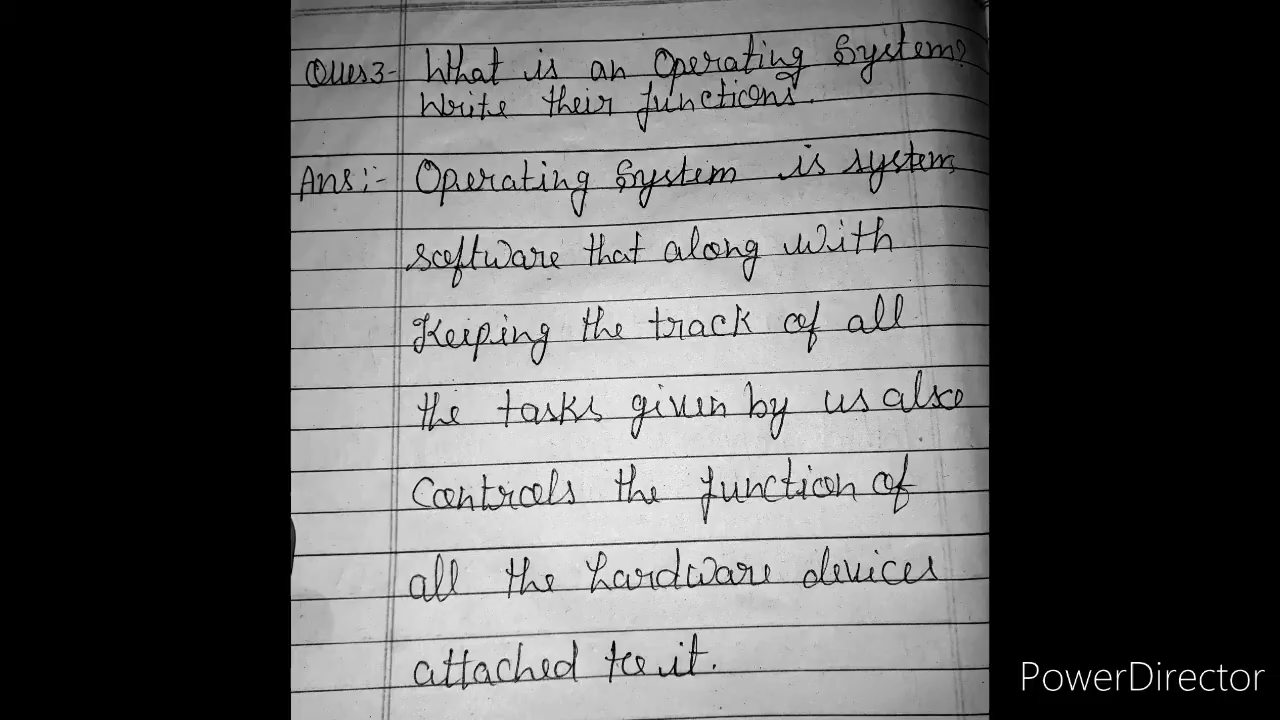 Ques 3- What is an Operating System?
Write their functions.
Ans:- Operating System is system
software that along with
Keeping the track of all
the tasks given by us also
Controls the function of
all the hardware devices
attached to it.
PowerDirector